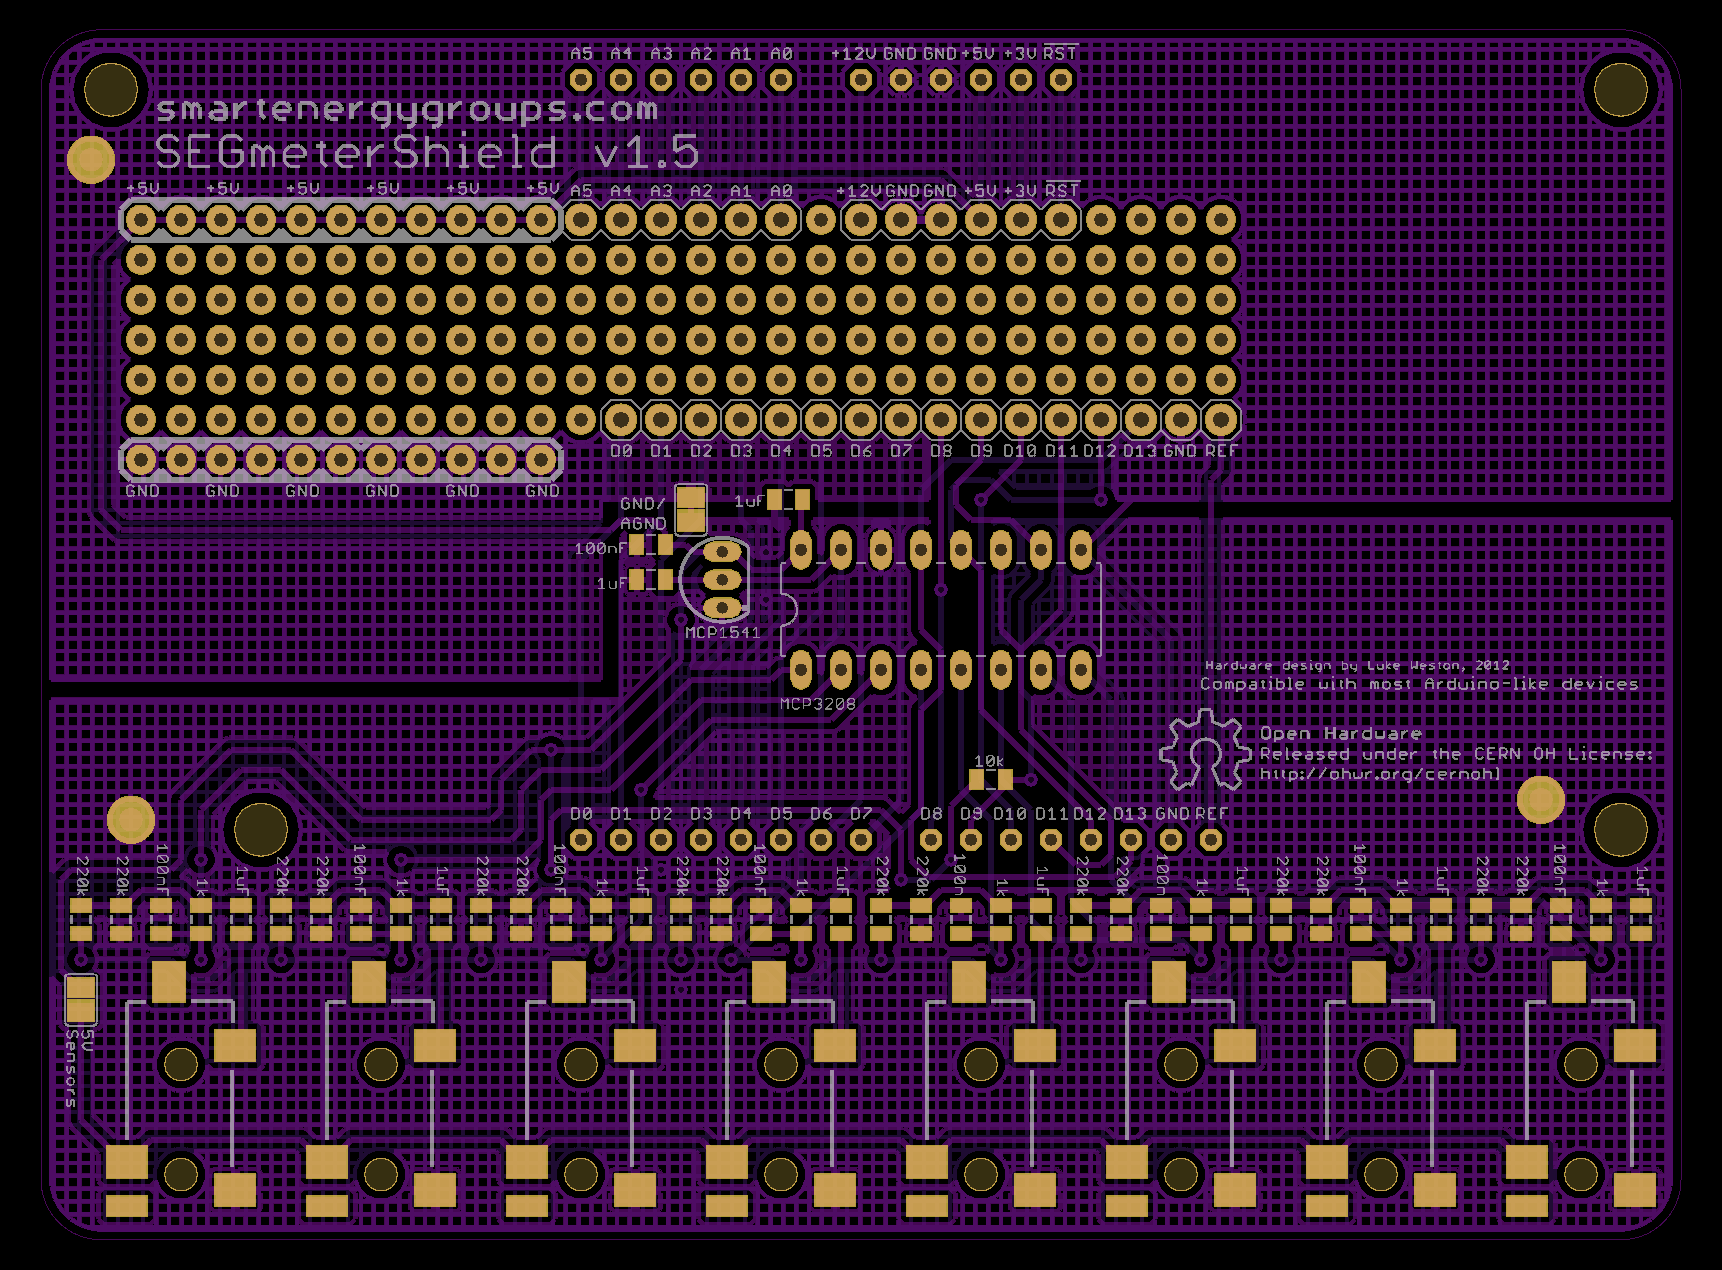 A5 A4 A3 A2 A1 A0 +12V GND GND +5V +3V RST
smartenergygroups.com
SEGmeterShield v1.5
+5V +5V +5V +5V +5V +5V A5 A4 A3 A2 A1 A0 +12V GND GND +5V +3V RST
D0 D1 D2 D3 D4 D5 D6 D7 D8 D9 D10 D11 D12 D13 GND REF
GND GND GND GND GND GND
GND/
AGND
1uF
100nF
1uF
MCP1541
MCP3208
Hardware design by Luke Weston, 2012
Compatible with most Arduino-like devices
Open Hardware
Released under the CERN OH License:
http://ohwr.org/cernohl
10k
D0 D1 D2 D3 D4 D5 D6 D7 D8 D9 D10 D11 D12 D13 GND REF
220k 220k 100nF 1k 1uF 220k 220k 100nF 1k 1uF 220k 220k 100nF 1k 1uF 220k 220k 100nF 1k 1uF 220k 220k 100n 1k 1uF 220k 220k 100n 1k 1uF 220k 220k 100nF 1k 1uF 220k 220k 100nF 1k 1uF
5V
Sensors